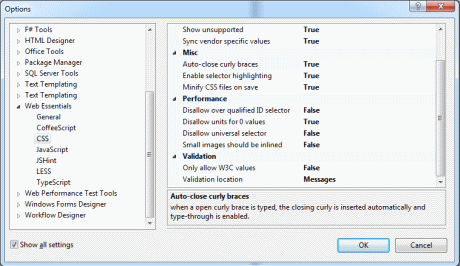 Options
F# Tools
HTML Designer
Office Tools
Package Manager
SQL Server Tools
Text Templating
Text Templating
Web Essentials
General
CoffeeScript
CSS
JavaScript
JSHint
LESS
TypeScript
Web Performance Test Tools
Windows Forms Designer
Workflow Designer
Show unsupported True
Sync vendor specific values True
Misc
Auto-close curly braces True
Enable selector highlighting True
Minify CSS files on save True
Performance
Disallow over qualified ID selector False
Disallow units for 0 values True
Disallow universal selector False
Small images should be inlined False
Validation
Only allow W3C values False
Validation location Messages
Auto-close curly braces
when a open curly brace is typed, the closing curly is inserted automatically and
type-through is enabled.
Show all settings
OK Cancel